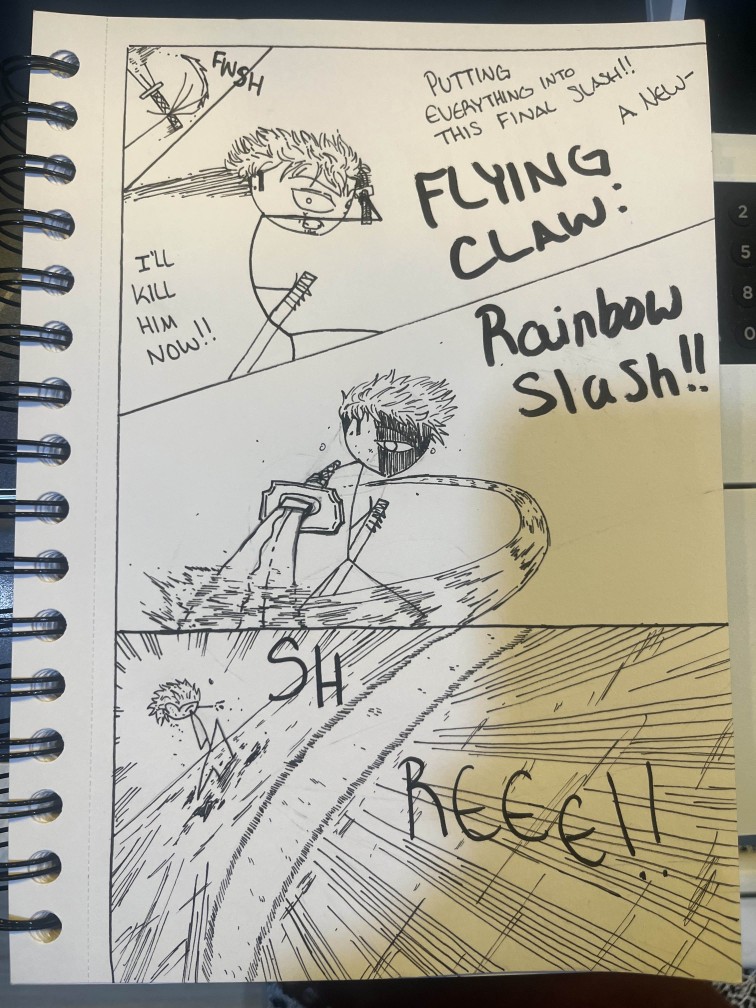 FWSH
PUTTING
EVERYTHING INTO
THIS FINAL SLASH!!
A NEW-
FLYING
CLAW:
I'LL
KILL
HIM
NOW!!
Rainbow
Slash!!
SH
REEE!!
2
5
8
0